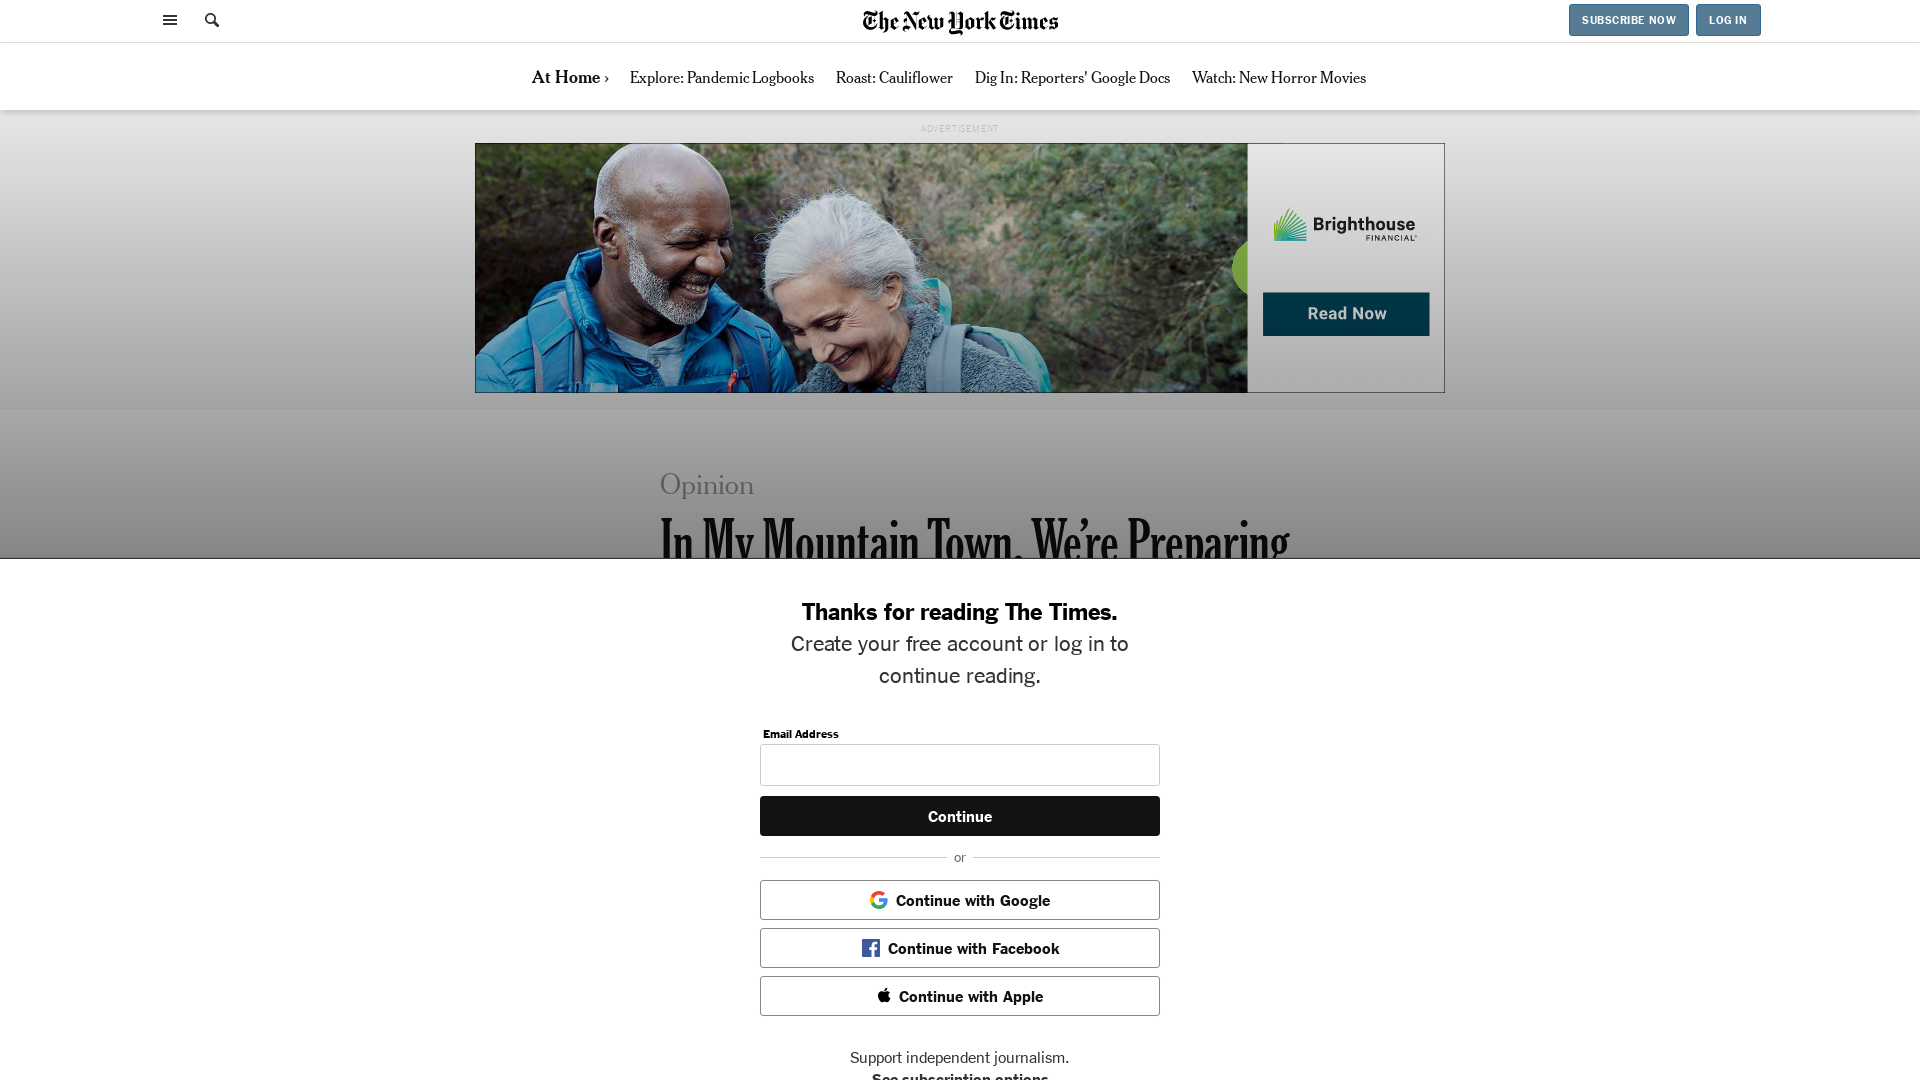 The New York Times
SUBSCRIBE NOW
LOG IN
At Home ›
Explore: Pandemic Logbooks
Roast: Cauliflower
Dig In: Reporters' Google Docs
Watch: New Horror Movies
ADVERTISEMENT
Brighthouse
FINANCIAL
Read Now
Opinion
In My Mountain Town, We're Preparing
Thanks for reading The Times.
Create your free account or log in to
continue reading.
Email Address
Continue
or
Continue with Google
Continue with Facebook
Continue with Apple
Support independent journalism.
See subscription options